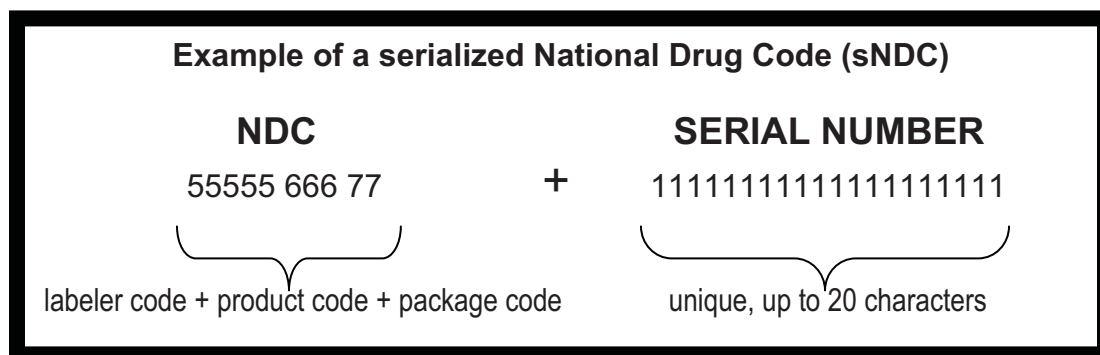 Example of a serialized National Drug Code (sNDC)
NDC SERIAL NUMBER
55555 666 77 + 11111111111111111111
labeler code + product code + package code unique, up to 20 characters